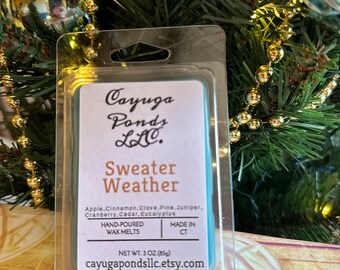 Cayuga
Ponds
LLC.
Sweater
Weather
Apple,Cinnamon,Clove,Pine,Juniper,
Cranberry,Cedar,Eucalyptus
HAND-POURED
WAX MELTS
MADE IN
CT
NET WT. 3 OZ (85g)
cayugapondsllc.etsy.com